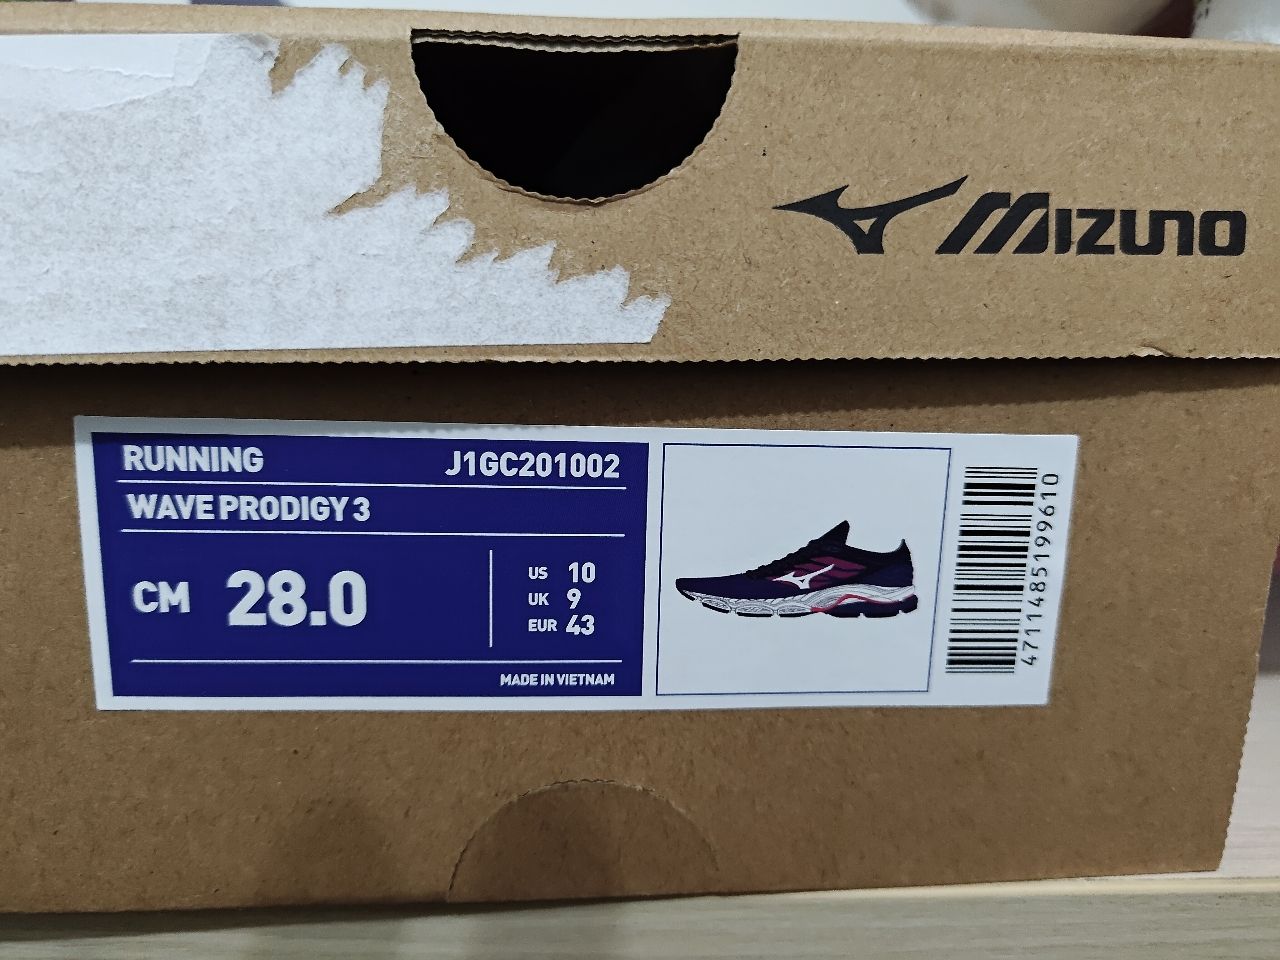 MIZUNO
RUNNING J1GC201002
WAVE PRODIGY 3
CM 28.0
US 10
UK 9
EUR 43
MADE IN VIETNAM
4711485199610